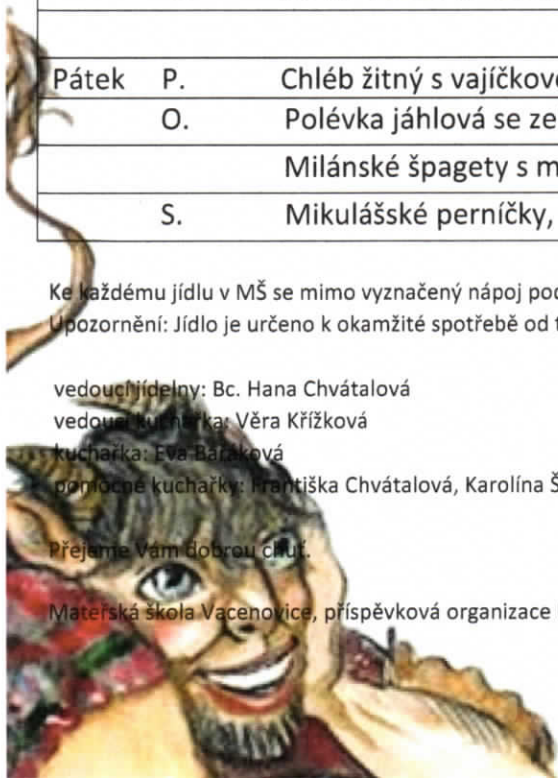 Pátek P. Chléb žitný s vajíčkov
O. Polévka jáhlová se ze
Milánské špagety s m
S. Mikulášské perníčky,
Ke každému jídlu v MŠ se mimo vyznačený nápoj pod
Upozornění: Jídlo je určeno k okamžité spotřebě od
vedoucí jídelny: Bc. Hana Chvátalová
vedoucí kuchařka: Věra Křížková
kuchařka: Eva Bařáková
pomocné kuchařky: Františka Chvátalová, Karolína Š
Přejeme Vám dobrou chuť.
Mateřská škola Vacenovice, příspěvková organizace